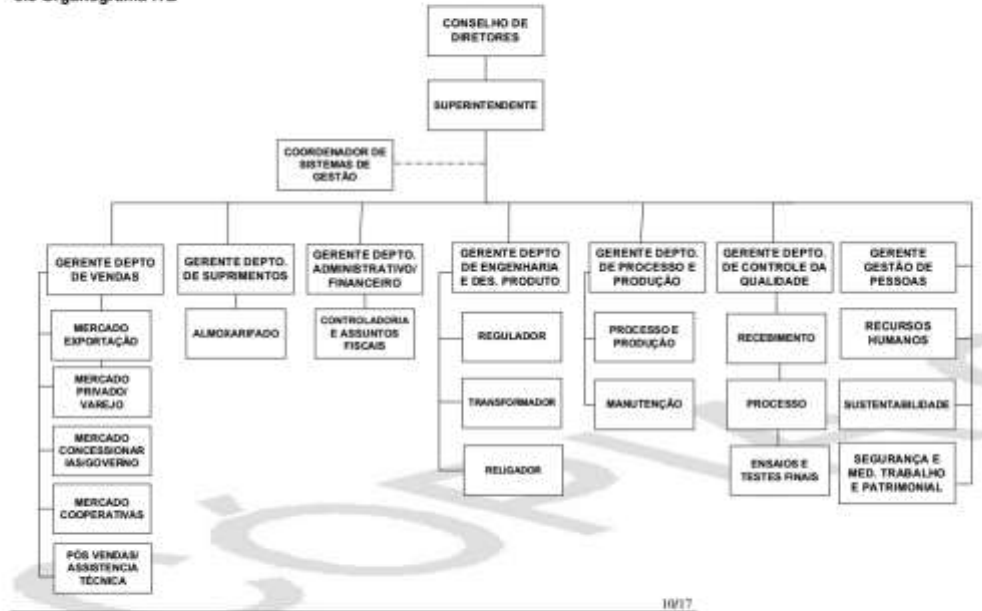 CONSELHO DE
DIRETORES
SUPERINTENDENTE
COORDENADOR DE
SISTEMAS DE
GESTÃO
GERENTE DEPTO
DE VENDAS
GERENTE DEPTO.
DE SUPRIMENTOS
GERENTE DEPTO.
ADMINISTRATIVO/
FINANCEIRO
GERENTE DEPTO
DE ENGENHARIA
E DES. PRODUTO
GERENTE DEPTO.
DE PROCESSO E
PRODUÇÃO
GERENTE DEPTO.
DE CONTROLE DA
QUALIDADE
GERENTE
GESTÃO DE
PESSOAS
MERCADO
EXPORTAÇÃO
ALMOXARIFADO
CONTROLADORIA
E ASSUNTOS
FISCAIS
REGULADOR
PROCESSO E
PRODUÇÃO
RECEBIMENTO
RECURSOS
HUMANOS
MERCADO
PRIVADO/
VAREJO
TRANSFORMADOR
MANUTENÇÃO
PROCESSO
SUSTENTABILIDADE
MERCADO
CONCESSIONAR
IAS/GOVERNO
RELIGADOR
ENSAIOS E
TESTES FINAIS
SEGURANÇA E
MED. TRABALHO
E PATRIMONIAL
MERCADO
COOPERATIVAS
PÓS VENDAS/
ASSISTENCIA
TÉCNICA
10/17